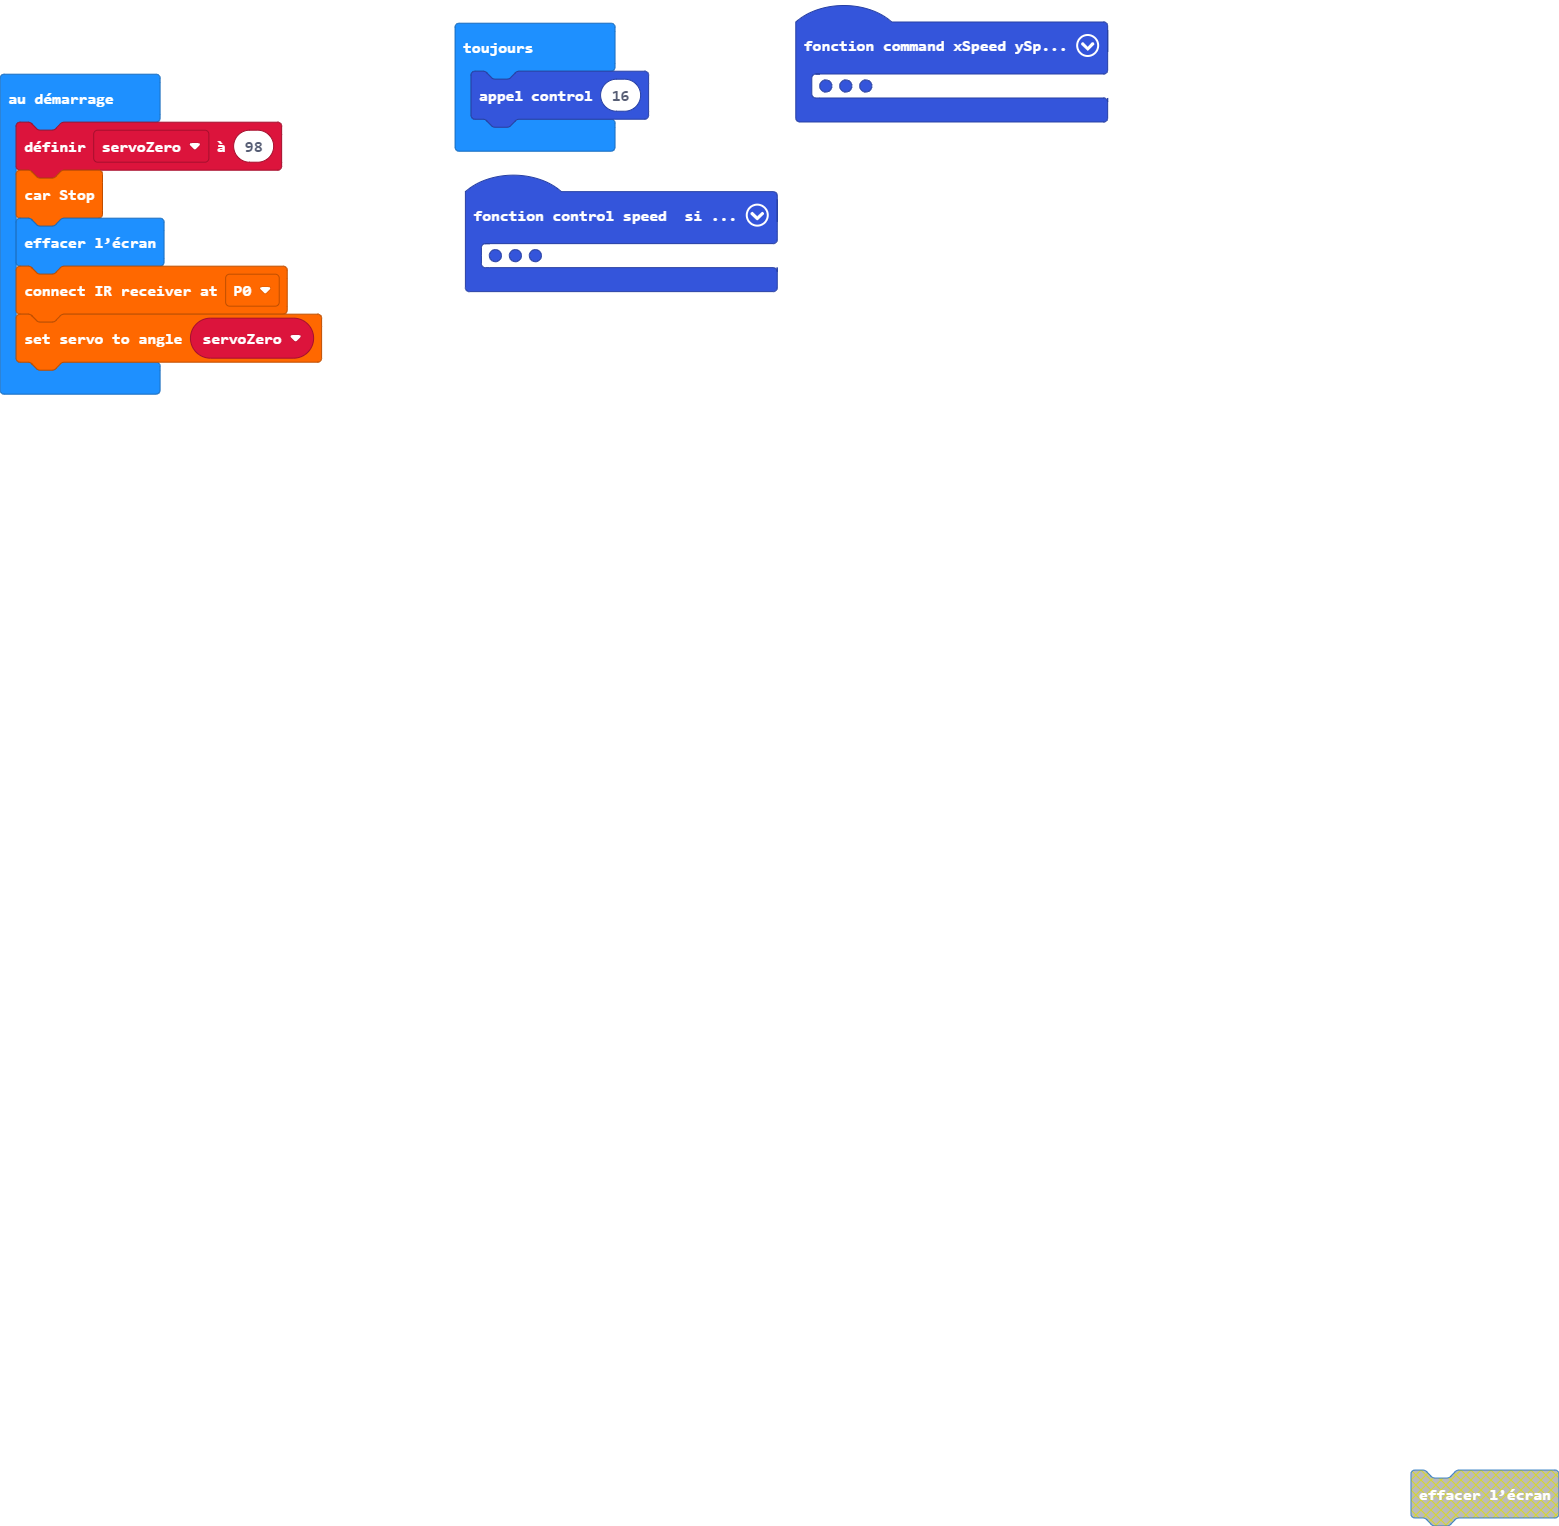 au démarrage
définir servoZero à 98
car Stop
effacer l’écran
connect IR receiver at P0
set servo to angle servoZero
toujours
appel control 16
fonction control speed si ...
fonction command xSpeed ySp...
effacer l’écran